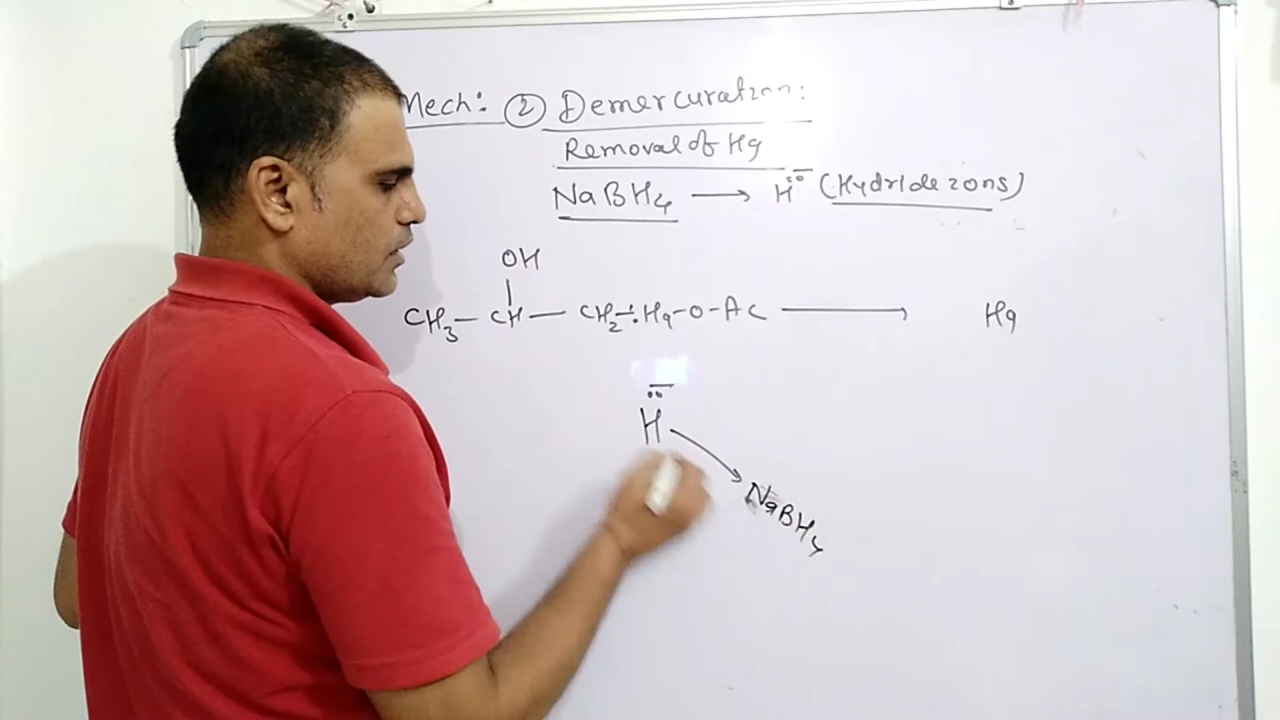 Mech: ② Demercuration:
Removal of Hg
NaBH4 ⟶ H:⁻ (Hydride ions)
OH
CH3 — CH — CH2 ÷ Hg-O-Ac ⟶ Hg
H:⁻
NaBH4